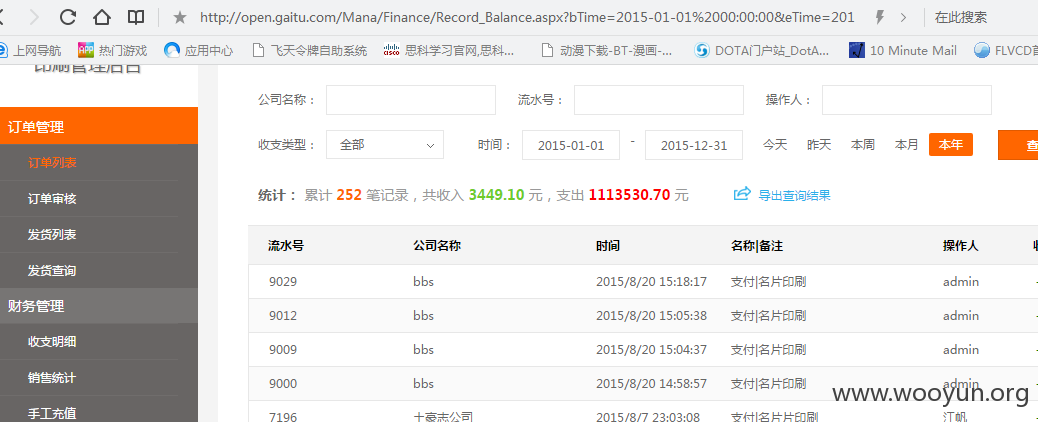 http://open.gaitu.com/Mana/Finance/Record_Balance.aspx?bTime=2015-01-01%2000:00:00&eTime=201 在此搜索
上网导航 热门游戏 应用中心 飞天令牌自助系统 思科学习官网,思科... 动漫下载-BT-漫画-... DOTA门户站_DotA... 10 Minute Mail FLVCD
印刷管理后台
公司名称： 流水号： 操作人：
订单管理
收支类型： 全部 时间： 2015-01-01 - 2015-12-31 今天 昨天 本周 本月 本年
订单列表
统计： 累计 252 笔记录，共收入 3449.10 元，支出 1113530.70 元 导出查询结果
订单审核
发货列表
流水号 公司名称 时间 名称|备注 操作人
发货查询
9029 bbs 2015/8/20 15:18:17 支付|名片印刷 admin
财务管理
9012 bbs 2015/8/20 15:05:38 支付|名片印刷 admin
收支明细
9009 bbs 2015/8/20 15:04:37 支付|名片印刷 admin
销售统计
9000 bbs 2015/8/20 14:58:57 支付|名片印刷 admin
www.wooyun.org
手工充值
7196 土豪志公司 2015/8/7 23:03:08 支付|名片印刷 江帆